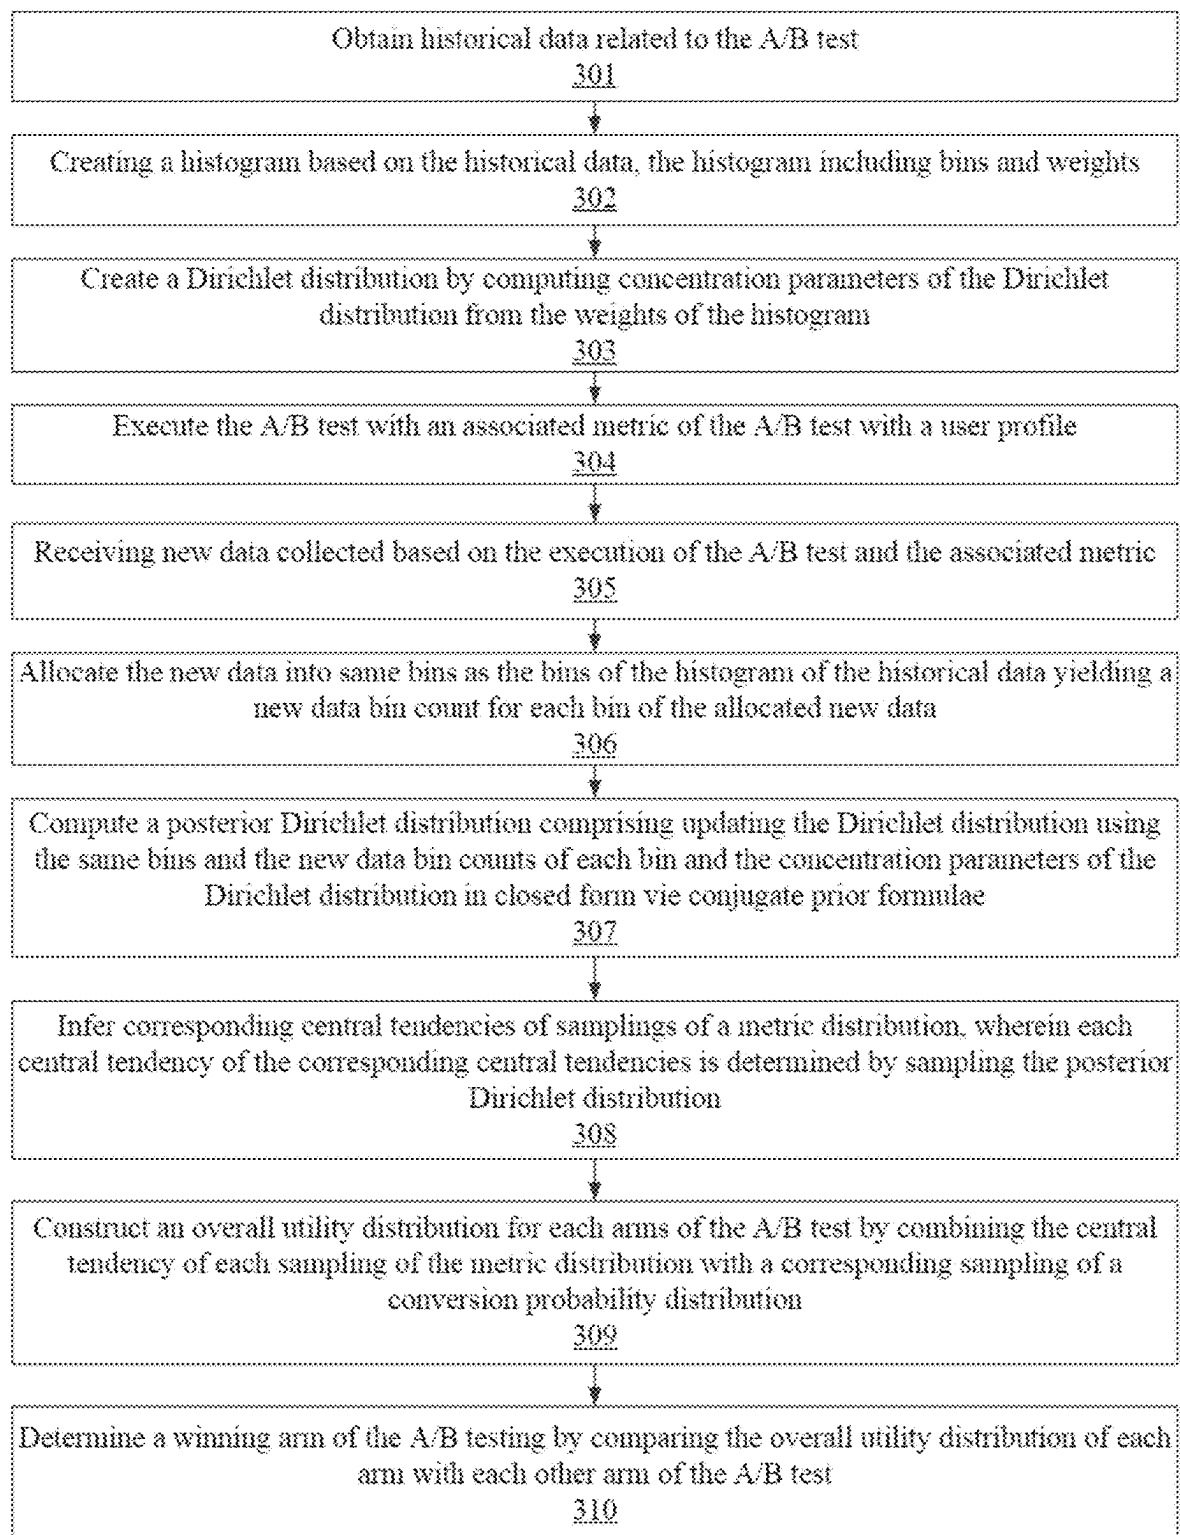 Obtain historical data related to the A/B test
301
Creating a histogram based on the historical data, the histogram including bins and weights
302
Create a Dirichlet distribution by computing concentration parameters of the Dirichlet
distribution from the weights of the histogram
303
Execute the A/B test with an associated metric of the A/B test with a user profile
304
Receiving new data collected based on the execution of the A/B test and the associated metric
305
Allocate the new data into same bins as the bins of the histogram of the historical data yielding a
new data bin count for each bin of the allocated new data
306
Compute a posterior Dirichlet distribution comprising updating the Dirichlet distribution using
the same bins and the new data bin counts of each bin and the concentration parameters of the
Dirichlet distribution in closed form vie conjugate prior formulae
307
Infer corresponding central tendencies of samplings of a metric distribution, wherein each
central tendency of the corresponding central tendencies is determined by sampling the posterior
Dirichlet distribution
308
Construct an overall utility distribution for each arms of the A/B test by combining the central
tendency of each sampling of the metric distribution with a corresponding sampling of a
conversion probability distribution
309
Determine a winning arm of the A/B testing by comparing the overall utility distribution of each
arm with each other arm of the A/B test
310